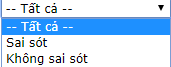 -- Tất cả --
-- Tất cả --
Sai sót
Không sai sót